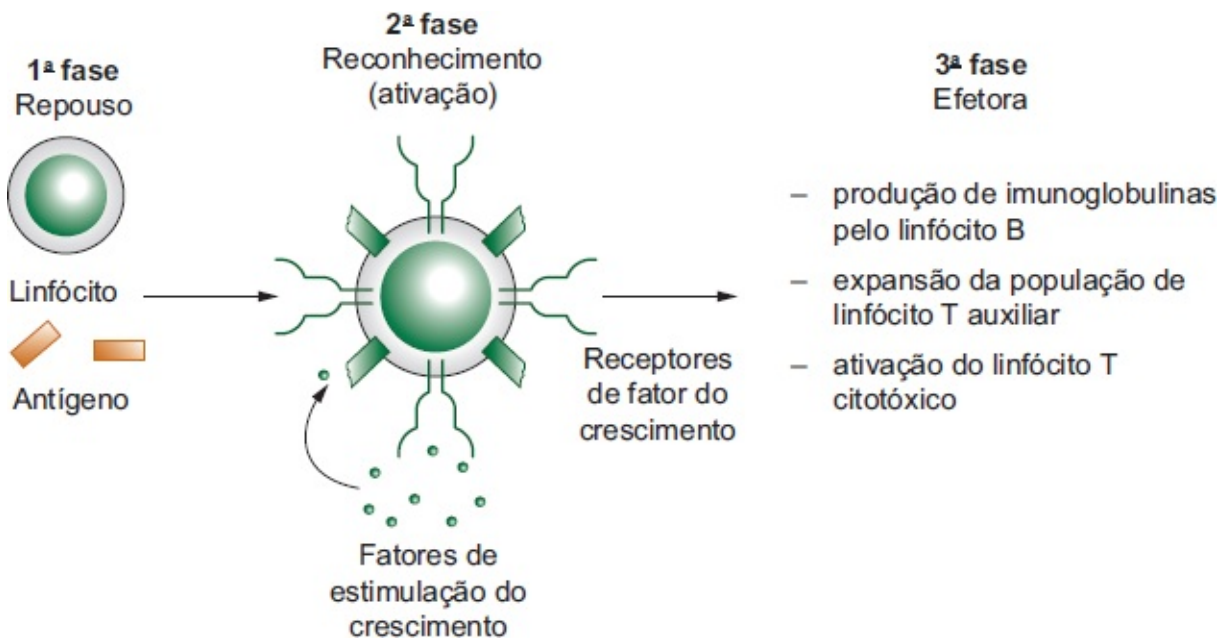 1ª fase
Repouso
Linfócito
Antígeno
2ª fase
Reconhecimento
(ativação)
Fatores de
estimulação do
crescimento
Receptores
de fator do
crescimento
3ª fase
Efetora
– produção de imunoglobulinas
pelo linfócito B
– expansão da população de
linfócito T auxiliar
– ativação do linfócito T
citotóxico